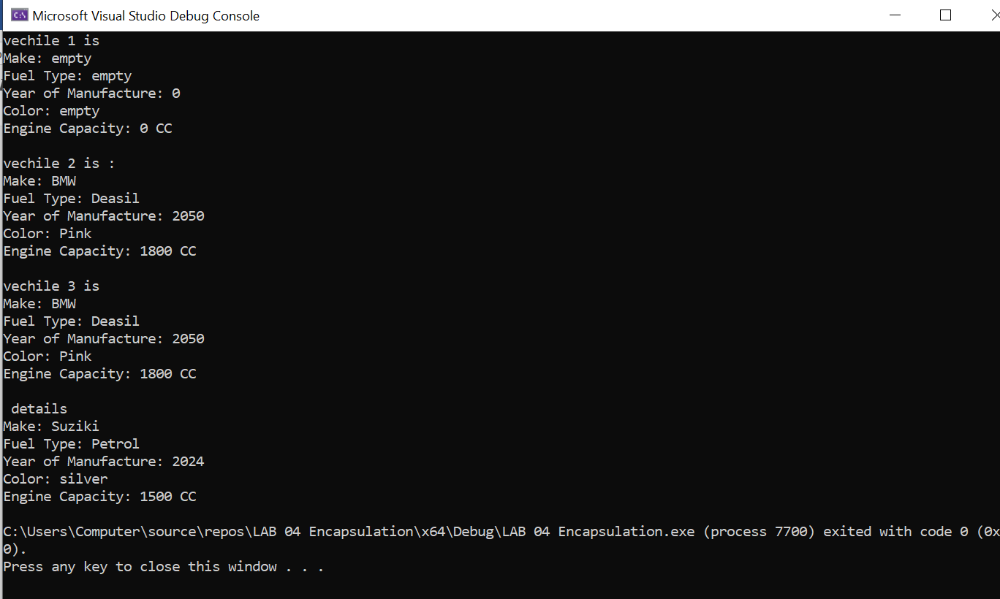 Microsoft Visual Studio Debug Console
vechile 1 is
Make: empty
Fuel Type: empty
Year of Manufacture: 0
Color: empty
Engine Capacity: 0 CC
vechile 2 is :
Make: BMW
Fuel Type: Deasil
Year of Manufacture: 2050
Color: Pink
Engine Capacity: 1800 CC
vechile 3 is
Make: BMW
Fuel Type: Deasil
Year of Manufacture: 2050
Color: Pink
Engine Capacity: 1800 CC
details
Make: Suziki
Fuel Type: Petrol
Year of Manufacture: 2024
Color: silver
Engine Capacity: 1500 CC
C:\Users\Computer\source\repos\LAB 04 Encapsulation\x64\Debug\LAB 04 Encapsulation.exe (process 7700) exited with code 0 (0x
0).
Press any key to close this window . . .